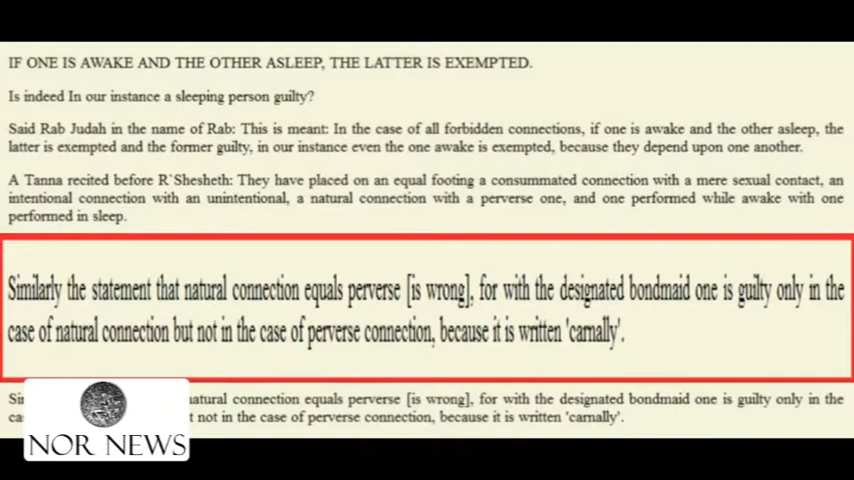 IF ONE IS AWAKE AND THE OTHER ASLEEP, THE LATTER IS EXEMPTED.
Is indeed In our instance a sleeping person guilty?
Said Rab Judah in the name of Rab: This is meant: In the case of all forbidden connections, if one is awake and the other asleep, the
latter is exempted and the former guilty, in our instance even the one awake is exempted, because they depend upon one another.
A Tanna recited before R`Shesheth: They have placed on an equal footing a consummated connection with a mere sexual contact, an
intentional connection with an unintentional, a natural connection with a perverse one, and one performed while awake with one
performed in sleep.
Similarly the statement that natural connection equals perverse [is wrong], for with the designated bondmaid one is guilty only in the
case of natural connection but not in the case of perverse connection, because it is written 'carnally'.
natural connection equals perverse [is wrong], for with the designated bondmaid one is guilty only in the
not in the case of perverse connection, because it is written 'carnally'.
NOR NEWS